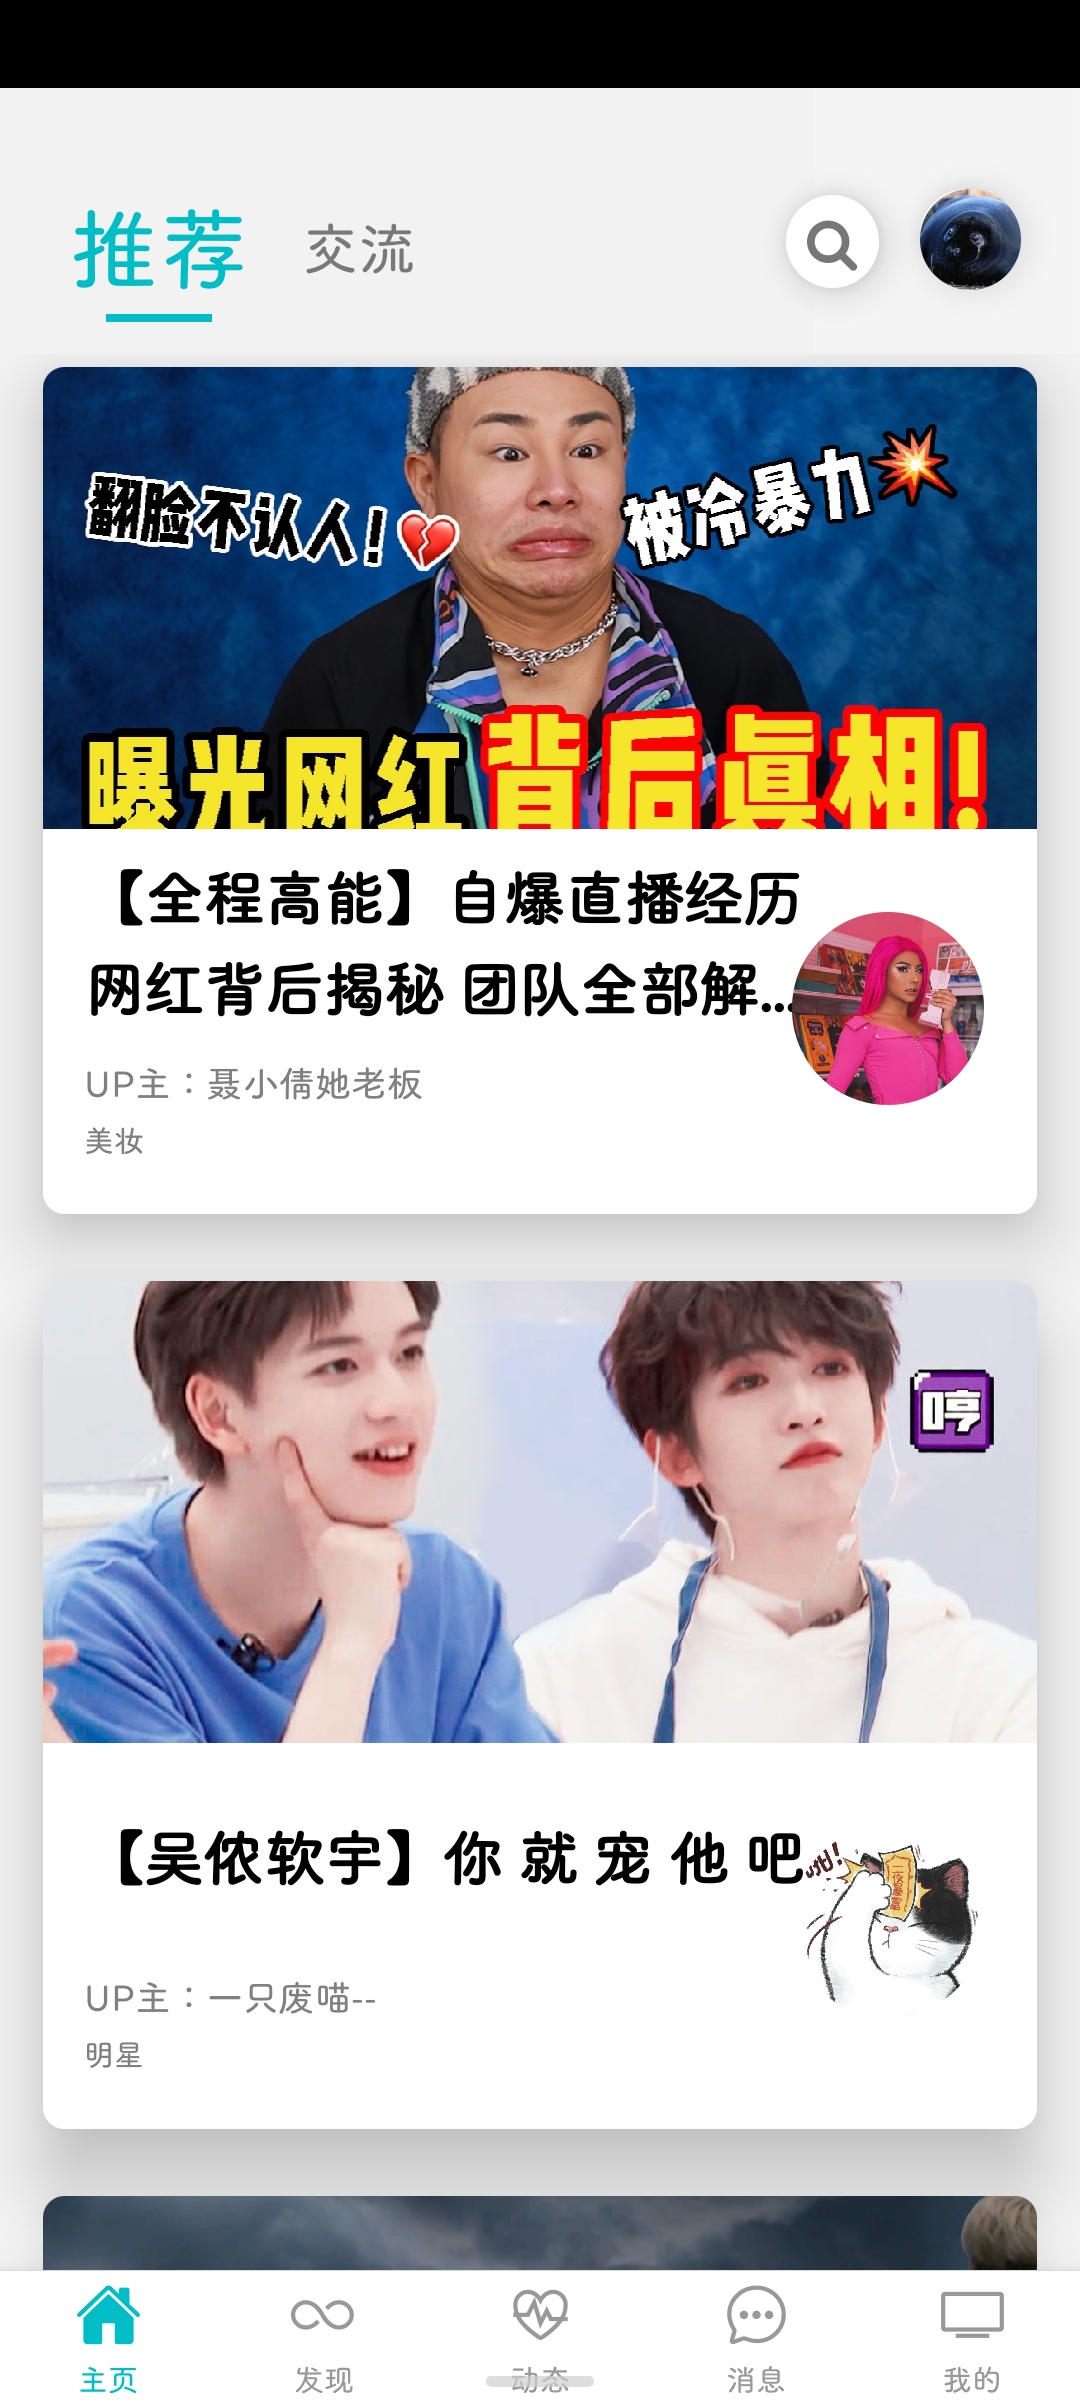 推荐
交流
翻脸不认人！💔
被冷暴力💥
曝光网红背后真相！
【全程高能】自爆直播经历
网红背后揭秘 团队全部解...
UP主：聂小倩她老板
美妆
哼
【吴侬软宇】你 就 宠 他 吧
UP主：一只废喵--
明星
主页
发现
动态
消息
我的